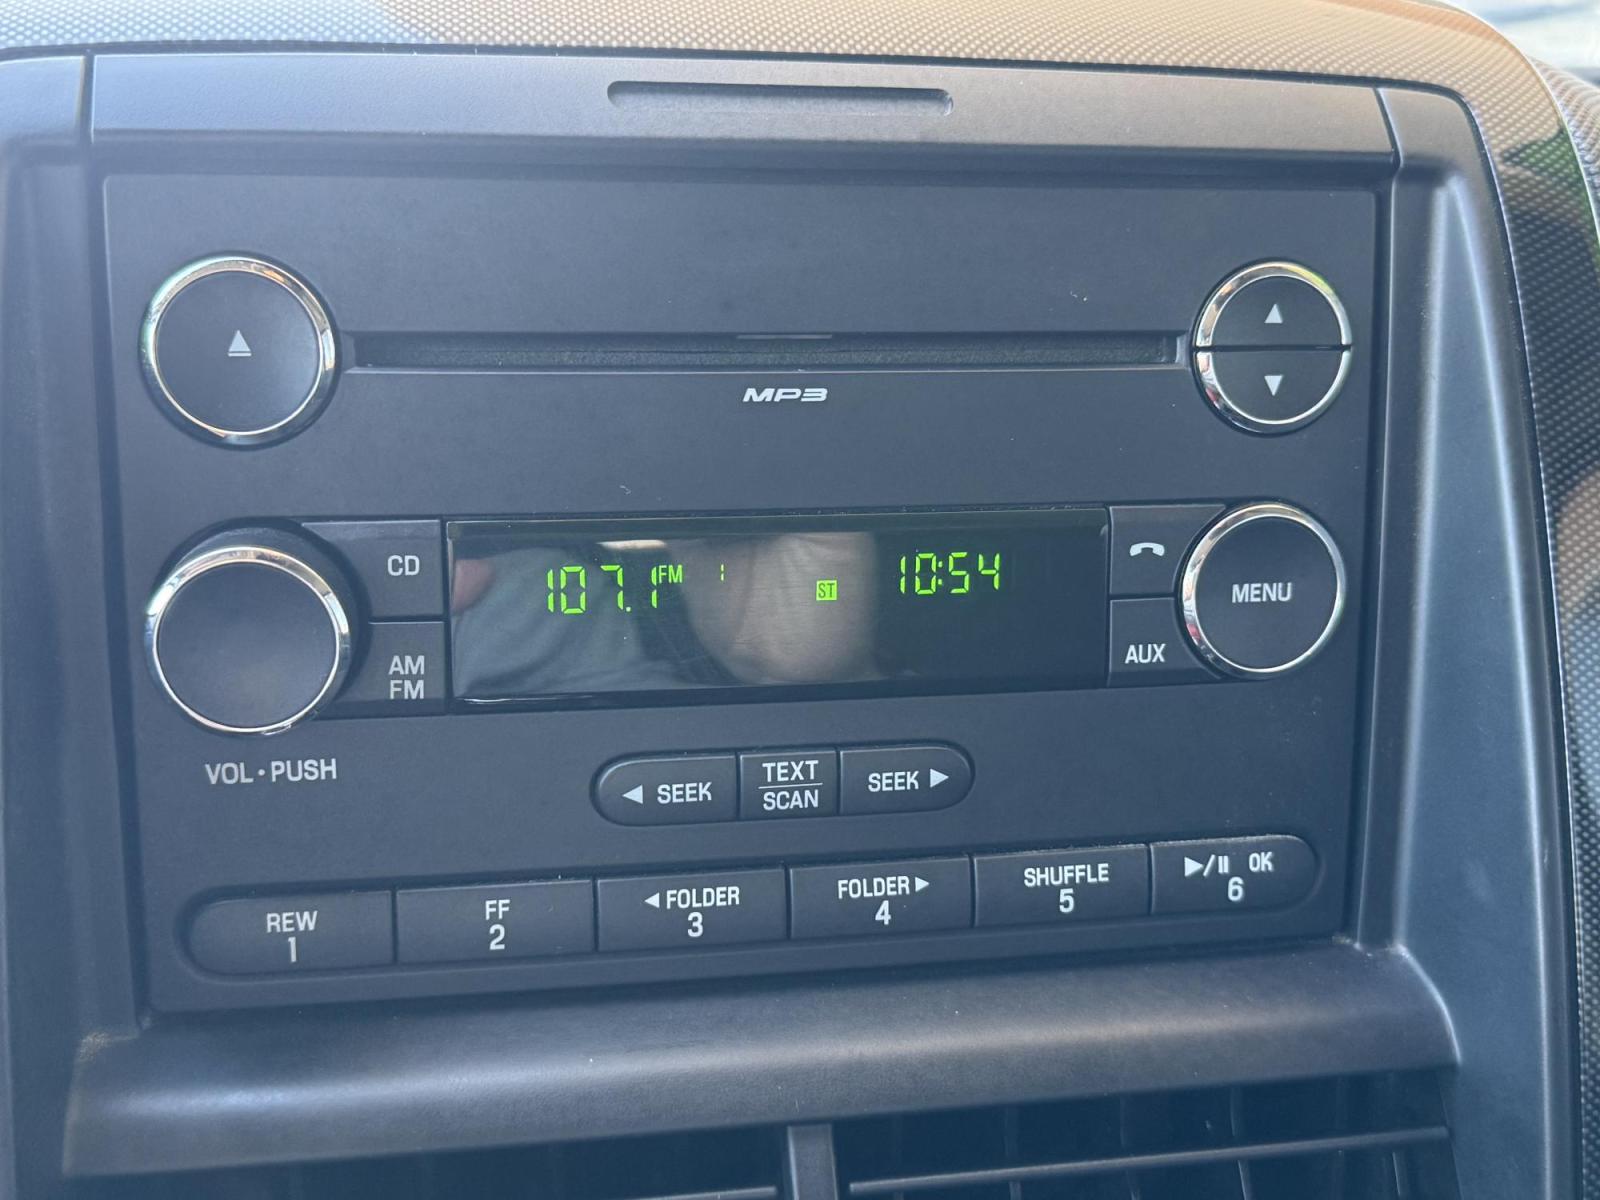 MP3
CD
107.1 FM 1 ST 10:54
AM
FM
AUX
MENU
VOL•PUSH
◀ SEEK
TEXT
SCAN
SEEK ▶
REW
1
FF
2
◀ FOLDER
3
FOLDER ▶
4
SHUFFLE
5
▶/II OK
6